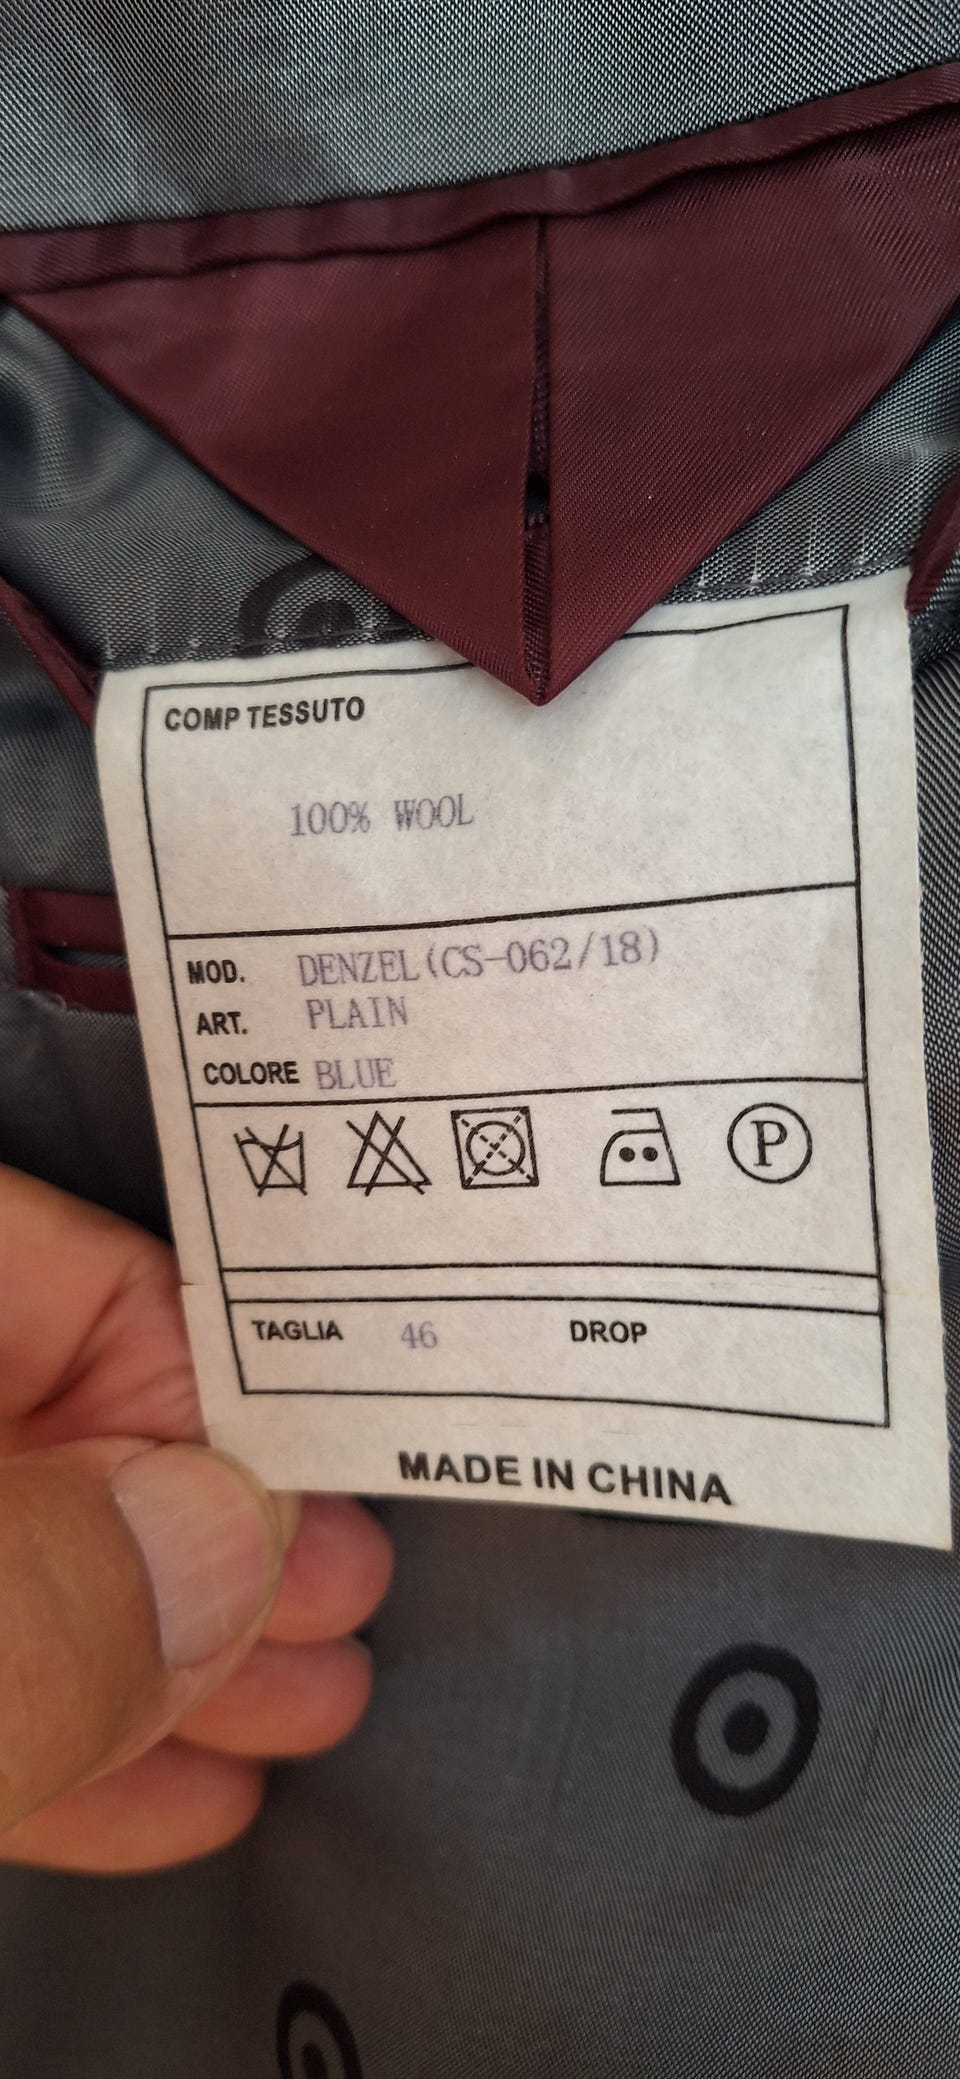 COMP TESSUTO
100% WOOL
MOD. DENZEL(CS-062/18)
ART. PLAIN
COLORE BLUE
P
TAGLIA 46 DROP
MADE IN CHINA